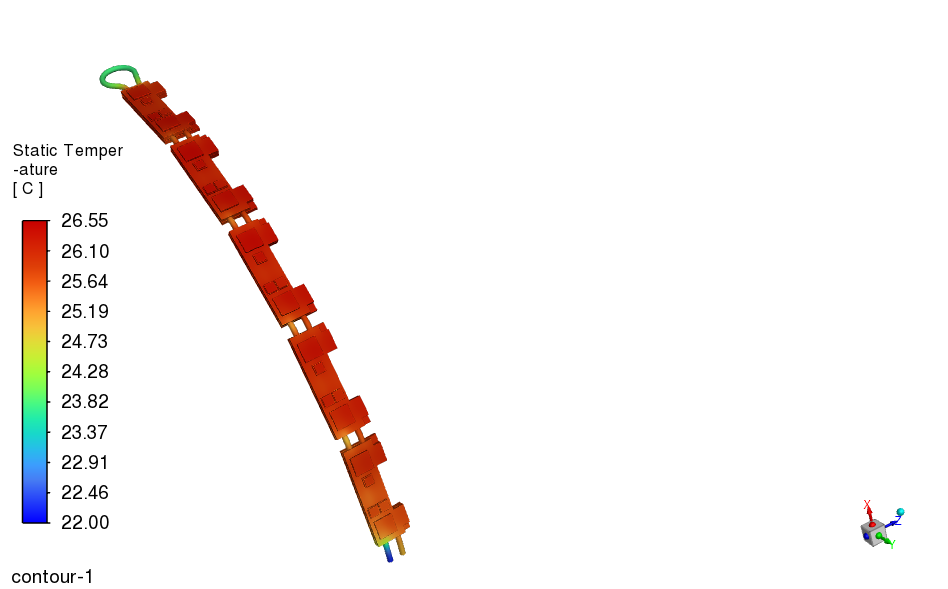 Static Temper
-ature
[ C ]
26.55
26.10
25.64
25.19
24.73
24.28
23.82
23.37
22.91
22.46
22.00
contour-1
X
Z
Y